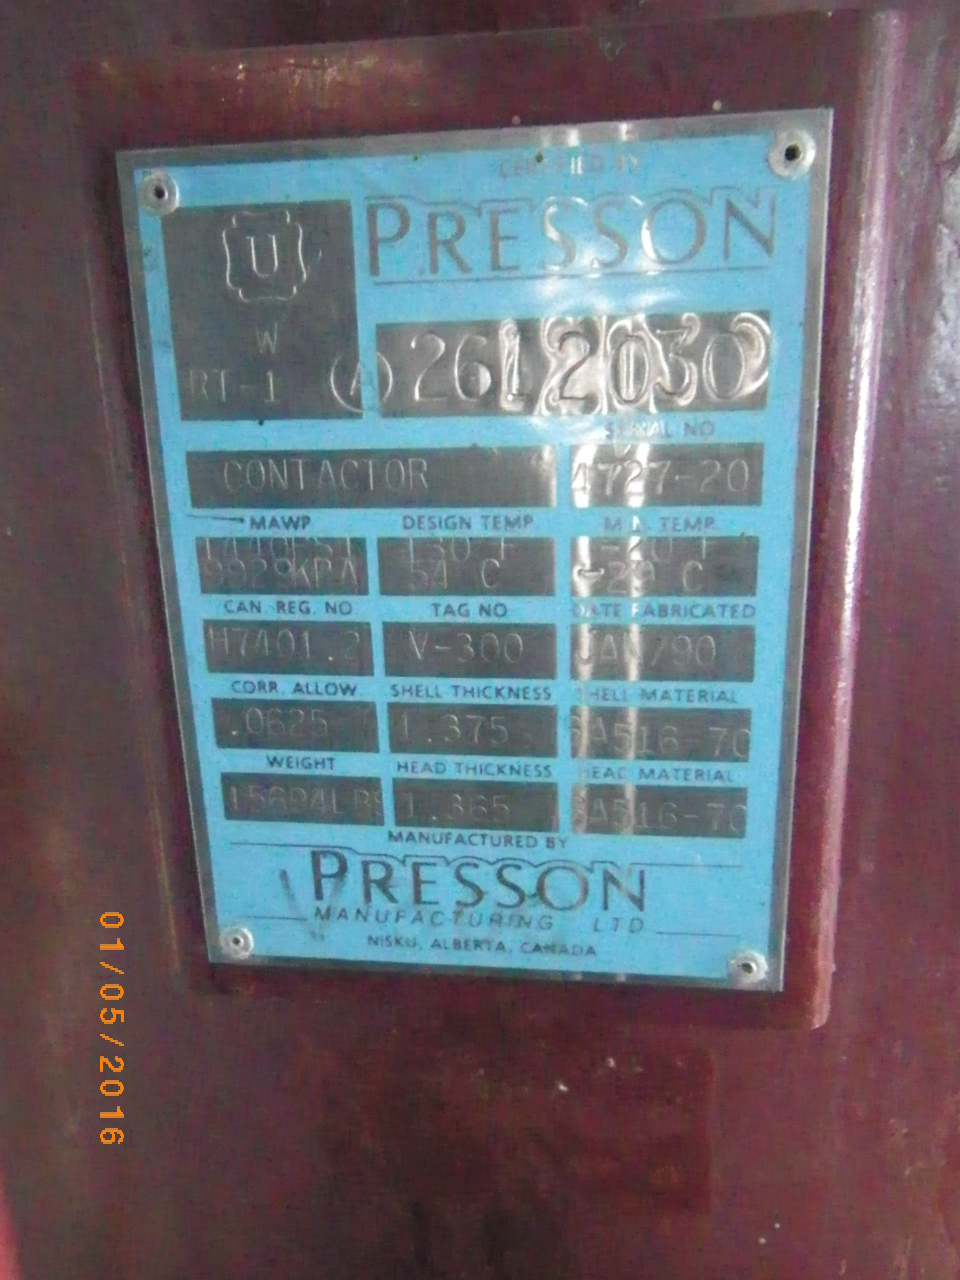 CERTIFIED BY
PRESSON
U
W
RT-1
(A) 2612030
SERIAL NO
CONTACTOR 4727-20
MAWP DESIGN TEMP. M.D. TEMP.
1440PSI 130 F -20 F
9929KPA 54 C -29 C
CAN. REG. NO. TAG NO. DATE FABRICATED
H7401.2 V-300 JAN/90
CORR. ALLOW. SHELL THICKNESS SHELL MATERIAL
.0625 1.375 SA516-70
WEIGHT HEAD THICKNESS HEAD MATERIAL
15694LBS 1.365 SA516-70
MANUFACTURED BY
PRESSON
MANUFACTURING LTD
NISKU, ALBERTA, CANADA
01/05/2016